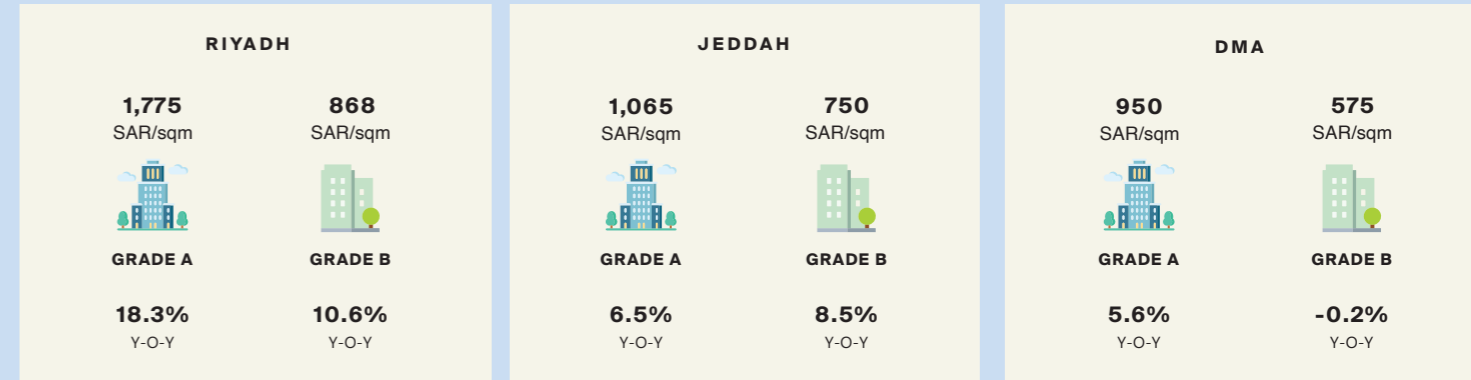 RIYADH
1,775
SAR/sqm
868
SAR/sqm
GRADE A
GRADE B
18.3%
Y-O-Y
10.6%
Y-O-Y
JEDDAH
1,065
SAR/sqm
750
SAR/sqm
GRADE A
GRADE B
6.5%
Y-O-Y
8.5%
Y-O-Y
DMA
950
SAR/sqm
575
SAR/sqm
GRADE A
GRADE B
5.6%
Y-O-Y
-0.2%
Y-O-Y